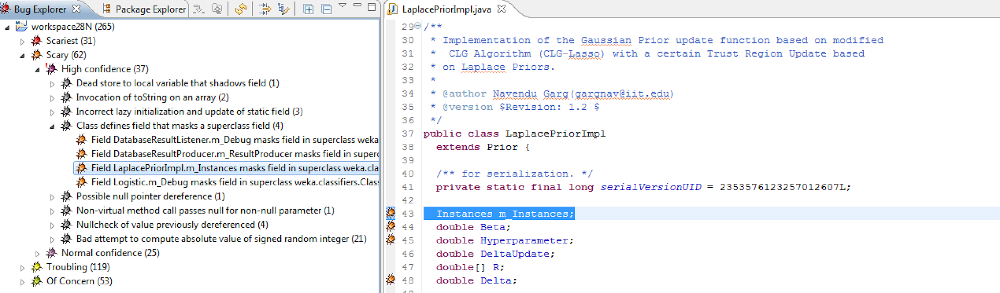 Bug Explorer
Package Explorer
workspace28N (265)
Scariest (31)
Scary (62)
High confidence (37)
Dead store to local variable that shadows field (1)
Invocation of toString on an array (2)
Incorrect lazy initialization and update of static field (3)
Class defines field that masks a superclass field (4)
Field DatabaseResultListener.m_Debug masks field in superclass weka
Field DatabaseResultProducer.m_ResultProducer masks field in superc
Field LaplacePriorImpl.m_Instances masks field in superclass weka.cla
Field Logistic.m_Debug masks field in superclass weka.classifiers.Clas
Possible null pointer dereference (1)
Non-virtual method call passes null for non-null parameter (1)
Nullcheck of value previously dereferenced (4)
Bad attempt to compute absolute value of signed random integer (21)
Normal confidence (25)
Troubling (119)
Of Concern (53)
LaplacePriorImpl.java
29 /**
30 * Implementation of the Gaussian Prior update function based on modified
31 * CLG Algorithm (CLG-Lasso) with a certain Trust Region Update based
32 * on Laplace Priors.
33 *
34 * @author Navendu Garg(gargnav@iit.edu)
35 * @version $Revision: 1.2 $
36 */
37 public class LaplacePriorImpl
38 extends Prior {
39
40 /** for serialization. */
41 private static final long serialVersionUID = 2353576123257012607L;
42
43 Instances m_Instances;
44 double Beta;
45 double Hyperparameter;
46 double DeltaUpdate;
47 double[] R;
48 double Delta;